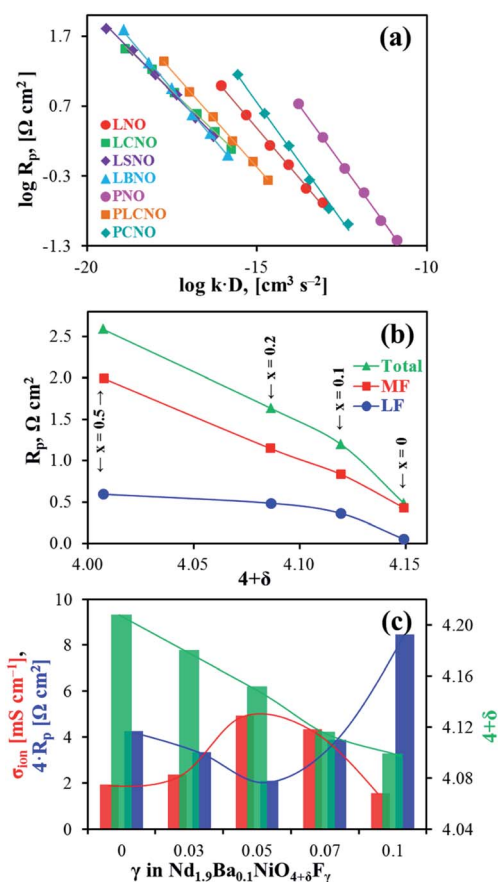 (a)
1.7
0.7
-0.3
-1.3
log Rp, [Ω cm²]
LNO
LCNO
LSNO
LBNO
PNO
PLCNO
PCNO
-20
-15
-10
log k·D, [cm³ s⁻²]
(b)
2.5
2.0
1.5
1.0
0.5
0.0
Rp, Ω cm²
← x = 0.5 →
← x = 0.2
← x = 0.1
← x = 0
Total
MF
LF
4.00
4.05
4.10
4.15
4+δ
(c)
10
8
6
4
2
0
σion [mS cm⁻¹],
4·Rp [Ω cm²]
4.20
4.16
4.12
4.08
4.04
4+δ
0
0.03
0.05
0.07
0.1
γ in Nd1.9Ba0.1NiO4+δFγ